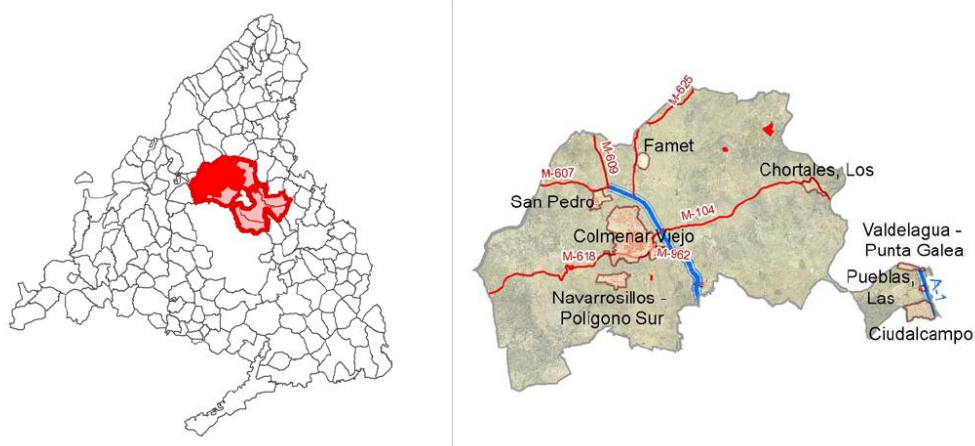 M-625
Famet
M-609
M-607
Chortales, Los
San Pedro
M-104
Colmenar Viejo
M-618
M-962
Valdelagua -
Punta Galea
Pueblas,
Las
A-1
Navarrosillos -
Polígono Sur
Ciudalcampo